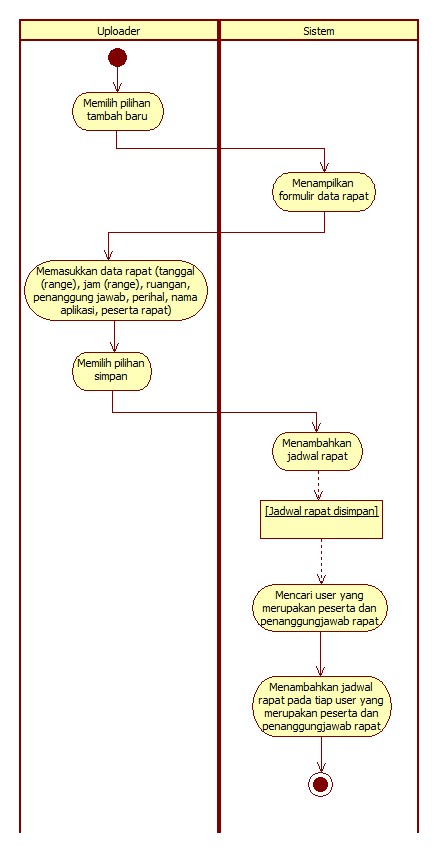 Uploader
Sistem
Memilih pilihan
tambah baru
Menampilkan
formulir data rapat
Memasukkan data rapat (tanggal
(range), jam (range), ruangan,
penanggung jawab, perihal, nama
aplikasi, peserta rapat)
Memilih pilihan
simpan
Menambahkan
jadwal rapat
[Jadwal rapat disimpan]
Mencari user yang
merupakan peserta dan
penanggungjawab rapat
Menambahkan jadwal
rapat pada tiap user yang
merupakan peserta dan
penanggungjawab rapat